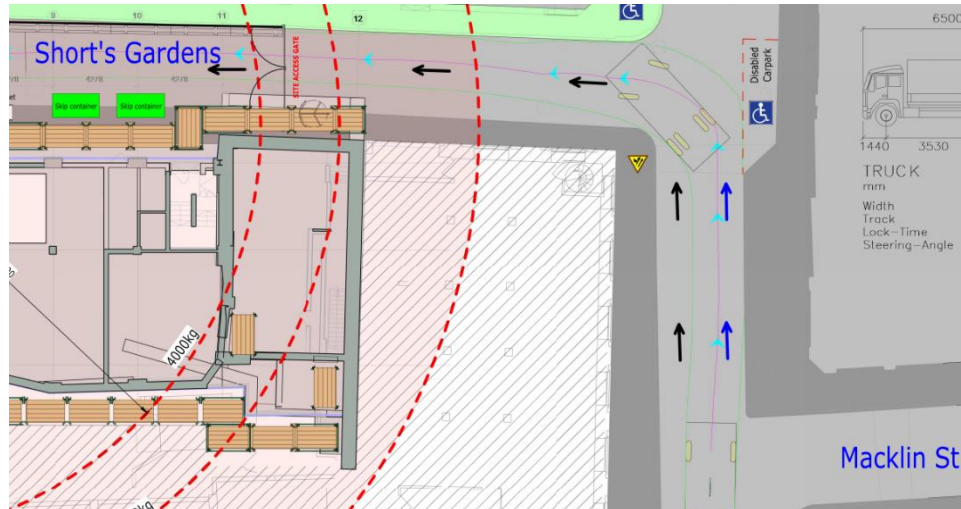 9 10 11 12
Short's Gardens
SITE ACCESS GATE
Skip container
Skip container
Disabled
Carpark
6500
1440
3530
TRUCK
mm
Width
Track
Lock-Time
Steering-Angle
4000kg
Macklin St